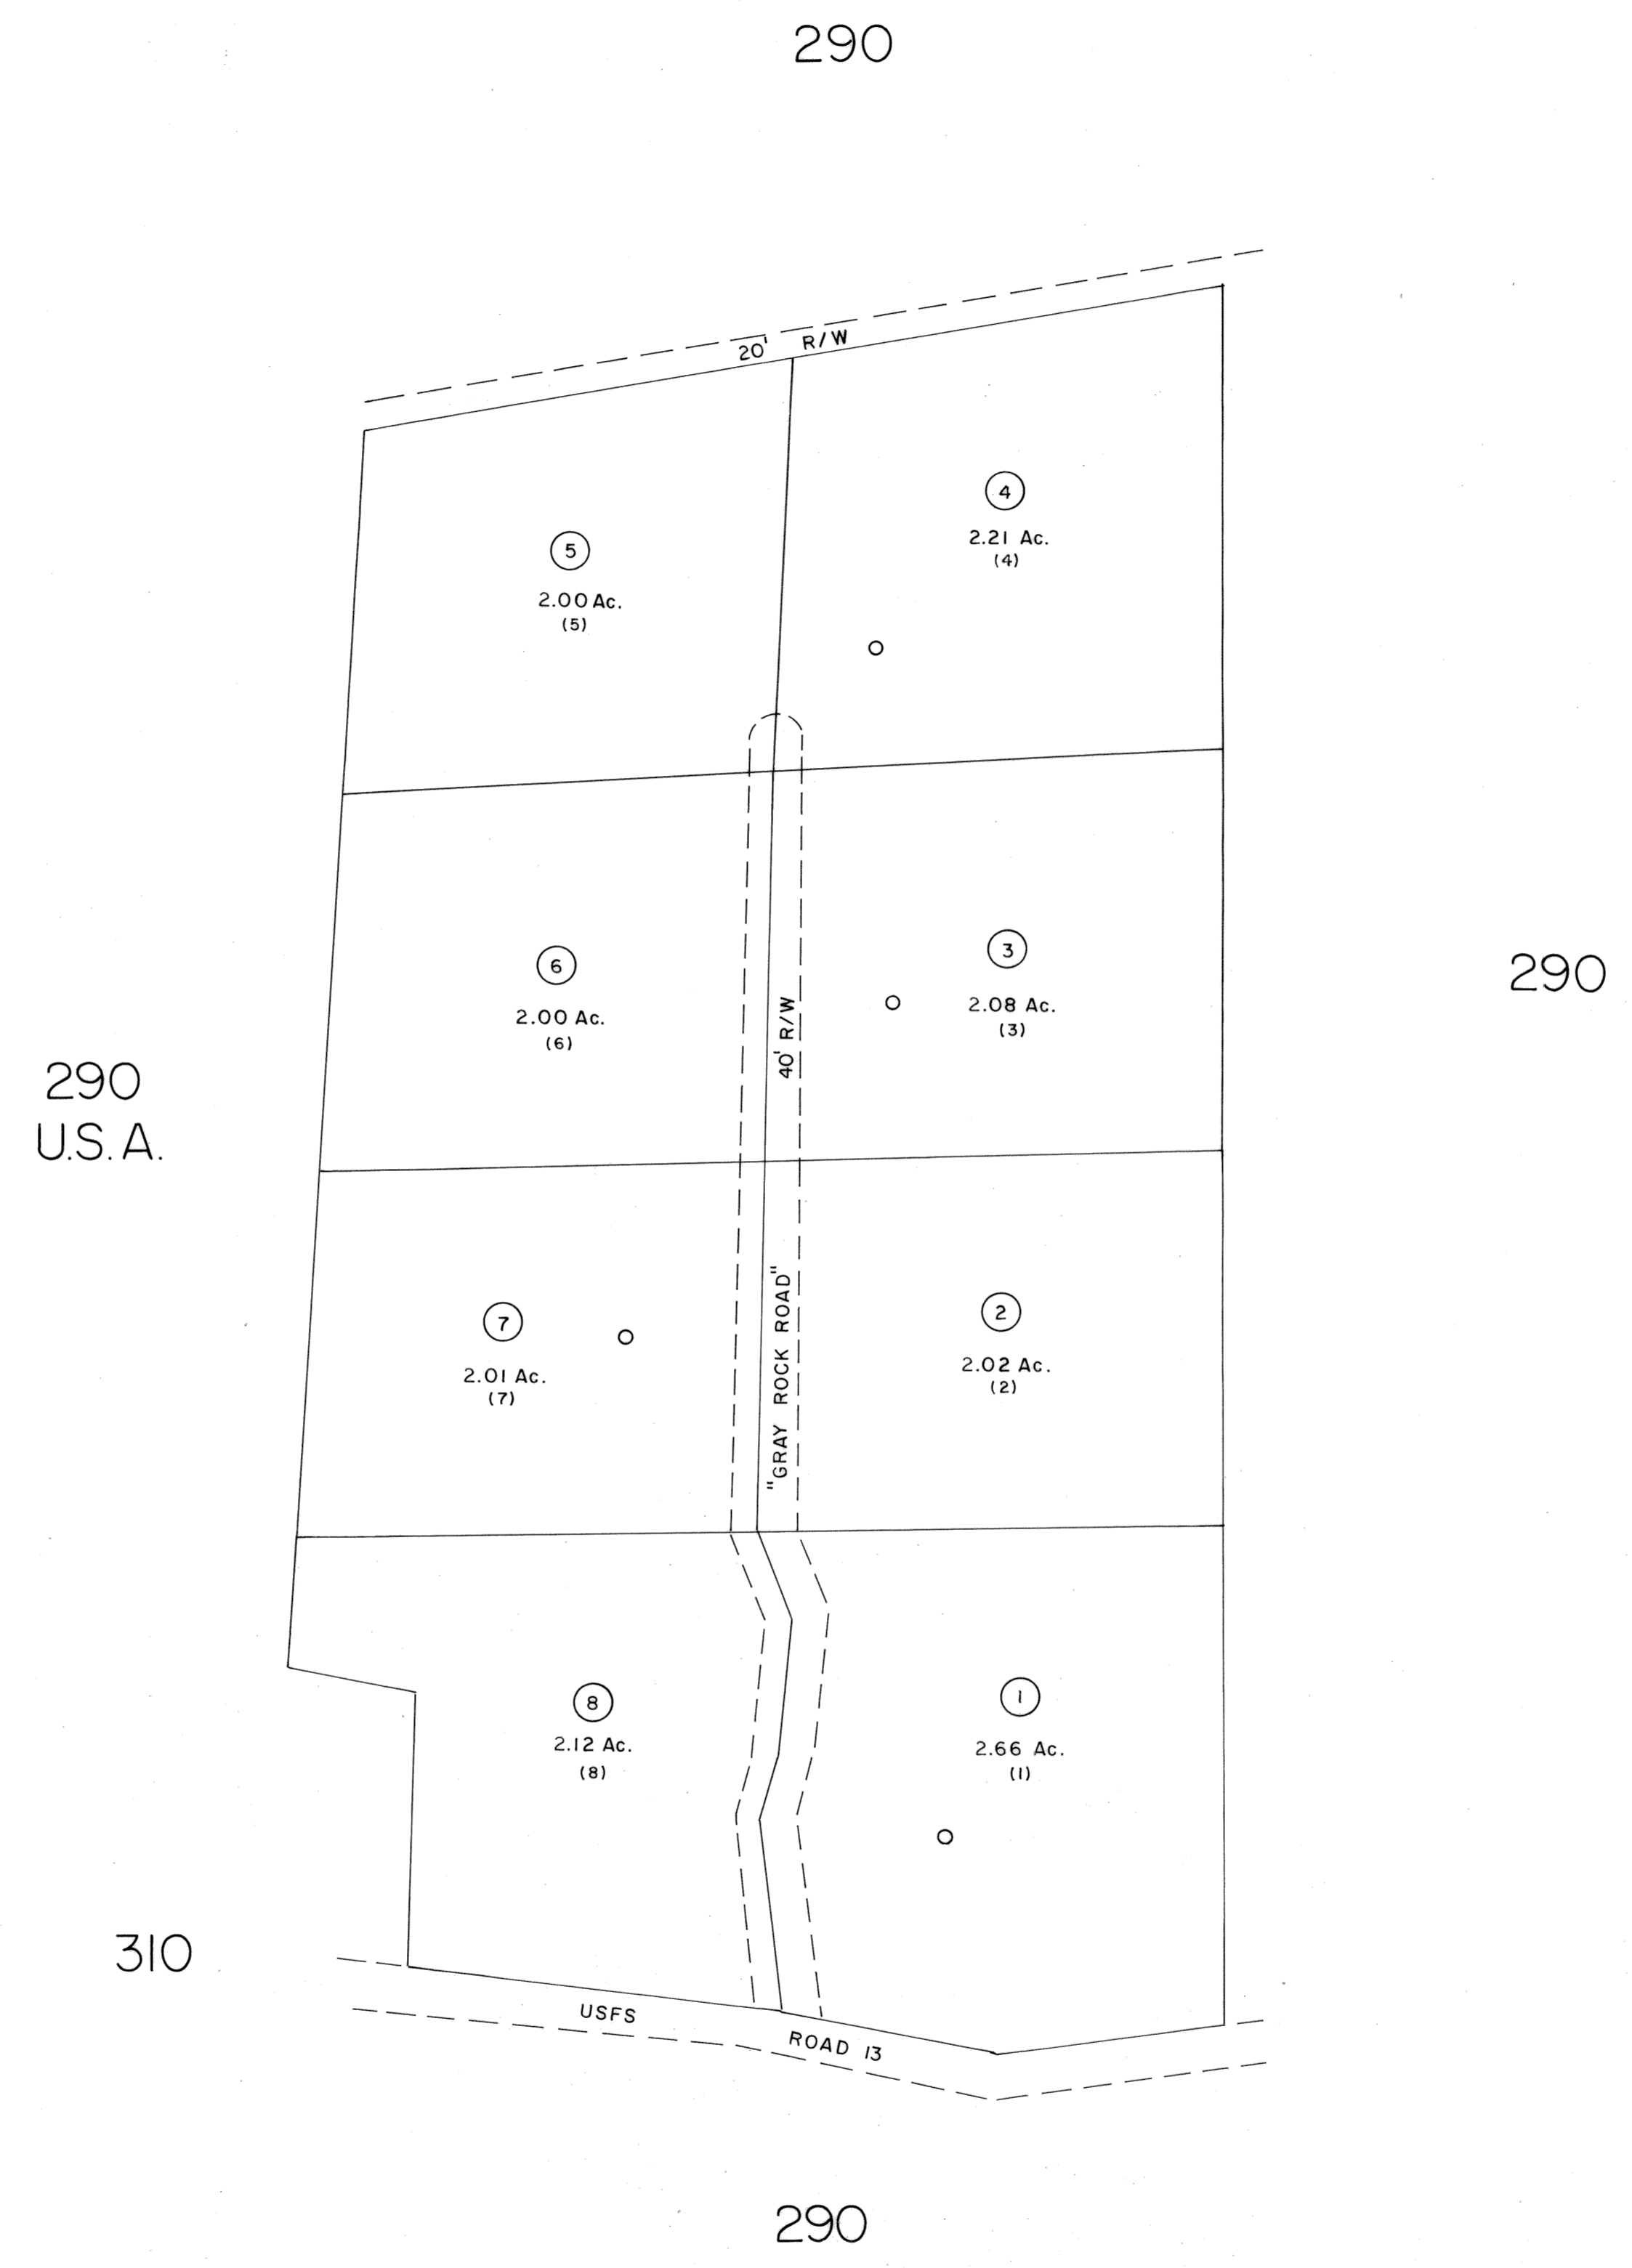 290
20' R/W
4
2.21 Ac.
(4)
5
2.00 Ac.
(5)
3
2.08 Ac.
(3)
6
2.00 Ac.
(6)
40' R/W
290
290
U.S.A.
"GRAY ROCK ROAD"
2
2.02 Ac.
(2)
7
2.01 Ac.
(7)
1
2.66 Ac.
(1)
8
2.12 Ac.
(8)
310
USFS ROAD 13
290